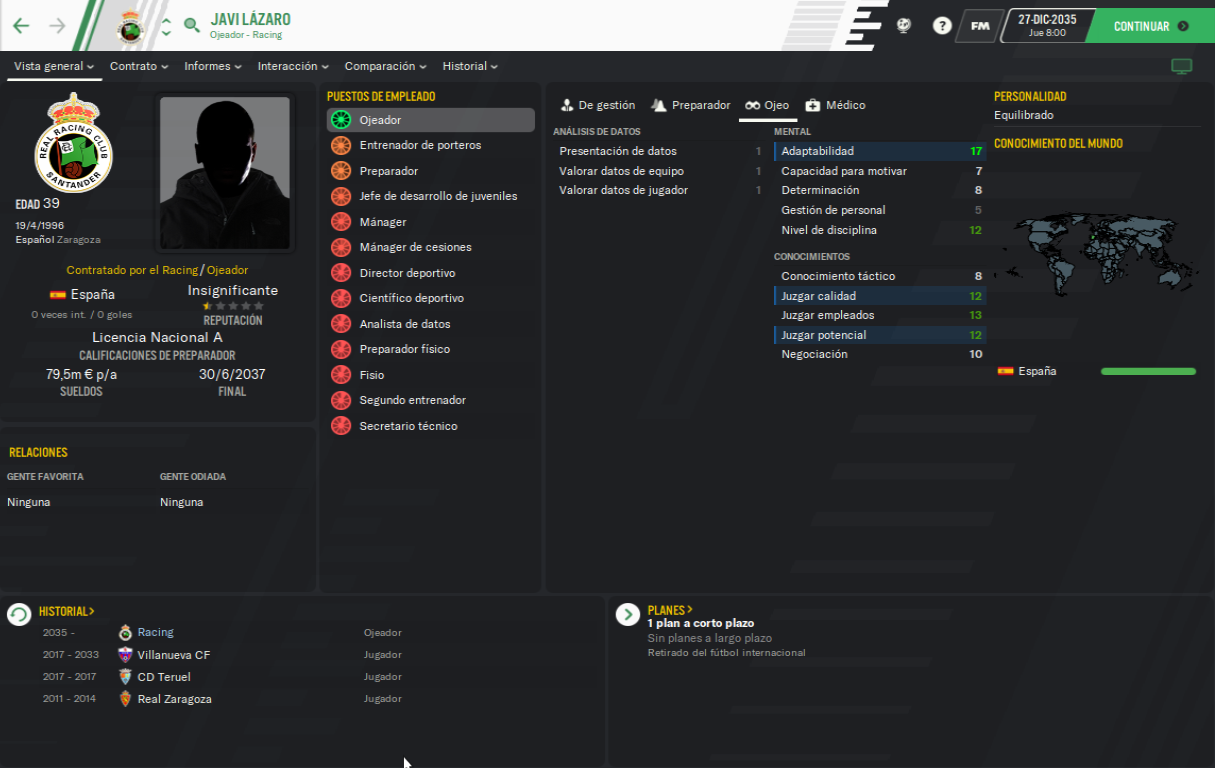 JAVI LÁZARO
Ojeador - Racing
?
FM
27-DIC-2035
Jue 8:00
CONTINUAR
Vista general
Contrato
Informes
Interacción
Comparación
Historial
REAL RACING CLUB
SANTANDER
EDAD 39
19/4/1996
Español Zaragoza
Contratado por el Racing/Ojeador
España
0 veces int. / 0 goles
Insignificante
REPUTACIÓN
Licencia Nacional A
CALIFICACIONES DE PREPARADOR
79,5m € p/a
SUELDOS
30/6/2037
FINAL
RELACIONES
GENTE FAVORITA
GENTE ODIADA
Ninguna
Ninguna
PUESTOS DE EMPLEADO
Ojeador
Entrenador de porteros
Preparador
Jefe de desarrollo de juveniles
Mánager
Mánager de cesiones
Director deportivo
Científico deportivo
Analista de datos
Preparador físico
Fisio
Segundo entrenador
Secretario técnico
De gestión
Preparador
Ojeo
Médico
ANÁLISIS DE DATOS
Presentación de datos 1
Valorar datos de equipo 1
Valorar datos de jugador 1
MENTAL
Adaptabilidad 17
Capacidad para motivar 7
Determinación 8
Gestión de personal 5
Nivel de disciplina 12
CONOCIMIENTOS
Conocimiento táctico 8
Juzgar calidad 12
Juzgar empleados 13
Juzgar potencial 12
Negociación 10
PERSONALIDAD
Equilibrado
CONOCIMIENTO DEL MUNDO
España
HISTORIAL >
2035 - Racing Ojeador
2017 - 2033 Villanueva CF Jugador
2017 - 2017 CD Teruel Jugador
2011 - 2014 Real Zaragoza Jugador
PLANES >
1 plan a corto plazo
Sin planes a largo plazo
Retirado del fútbol internacional